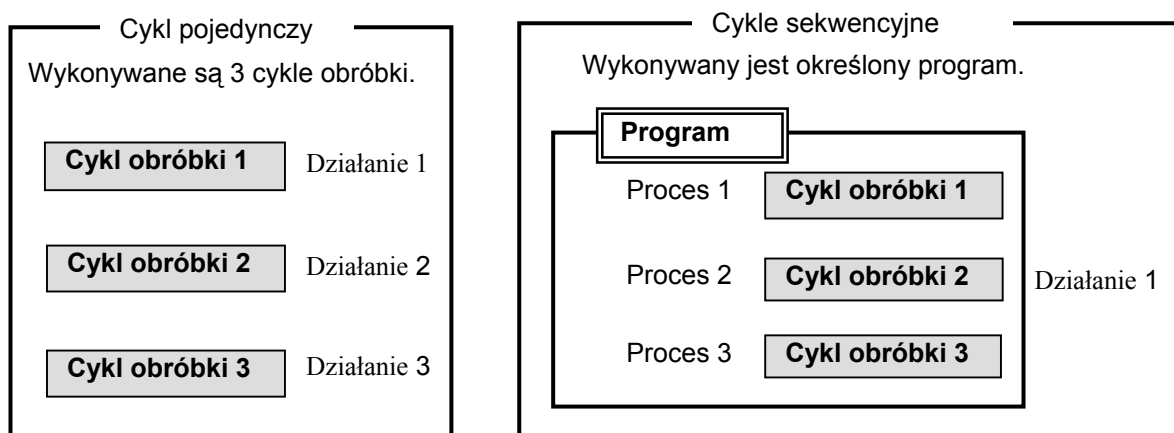 Cykl pojedynczy
Wykonywane są 3 cykle obróbki.
Cykl obróbki 1 Działanie 1
Cykl obróbki 2 Działanie 2
Cykl obróbki 3 Działanie 3
Cykle sekwencyjne
Wykonywany jest określony program.
Program
Proces 1 Cykl obróbki 1
Proces 2 Cykl obróbki 2 Działanie 1
Proces 3 Cykl obróbki 3